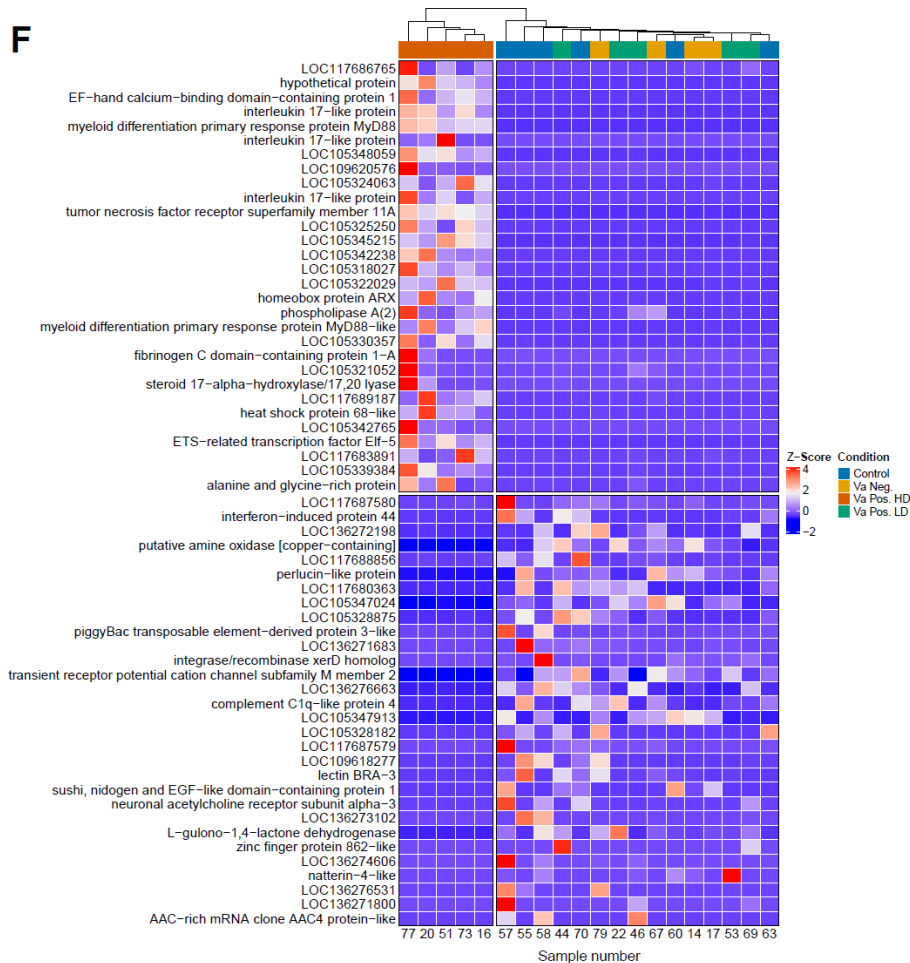 F
LOC117686765
hypothetical protein
EF-hand calcium-binding domain-containing protein 1
interleukin 17-like protein
myeloid differentiation primary response protein MyD88
interleukin 17-like protein
LOC105348059
LOC109620576
LOC105324063
interleukin 17-like protein
tumor necrosis factor receptor superfamily member 11A
LOC105325250
LOC105345215
LOC105342238
LOC105318027
LOC105322029
homeobox protein ARX
phospholipase A(2)
myeloid differentiation primary response protein MyD88-like
LOC105330357
fibrinogen C domain-containing protein 1-A
LOC105321052
steroid 17-alpha-hydroxylase/17,20 lyase
LOC117689187
heat shock protein 68-like
LOC105342765
ETS-related transcription factor Elf-5
LOC117683891
LOC105339384
alanine and glycine-rich protein
Z-Score Condition
4
2
0
-2
Control
Va Neg.
Va Pos. HD
Va Pos. LD
LOC117687580
interferon-induced protein 44
LOC136272198
putative amine oxidase [copper-containing]
LOC117688856
perlucin-like protein
LOC117680363
LOC105347024
LOC105328875
piggyBac transposable element-derived protein 3-like
LOC136271683
integrase/recombinase xerD homolog
transient receptor potential cation channel subfamily M member 2
LOC136276663
complement C1q-like protein 4
LOC105347913
LOC105328182
LOC117687579
LOC109618277
lectin BRA-3
sushi, nidogen and EGF-like domain-containing protein 1
neuronal acetylcholine receptor subunit alpha-3
LOC136273102
L-gulono-1,4-lactone dehydrogenase
zinc finger protein 862-like
LOC136274606
natterin-4-like
LOC136276531
LOC136271800
AAC-rich mRNA clone AAC4 protein-like
77 20 51 73 16 57 55 58 44 70 79 22 46 67 60 14 17 53 69 63
Sample number